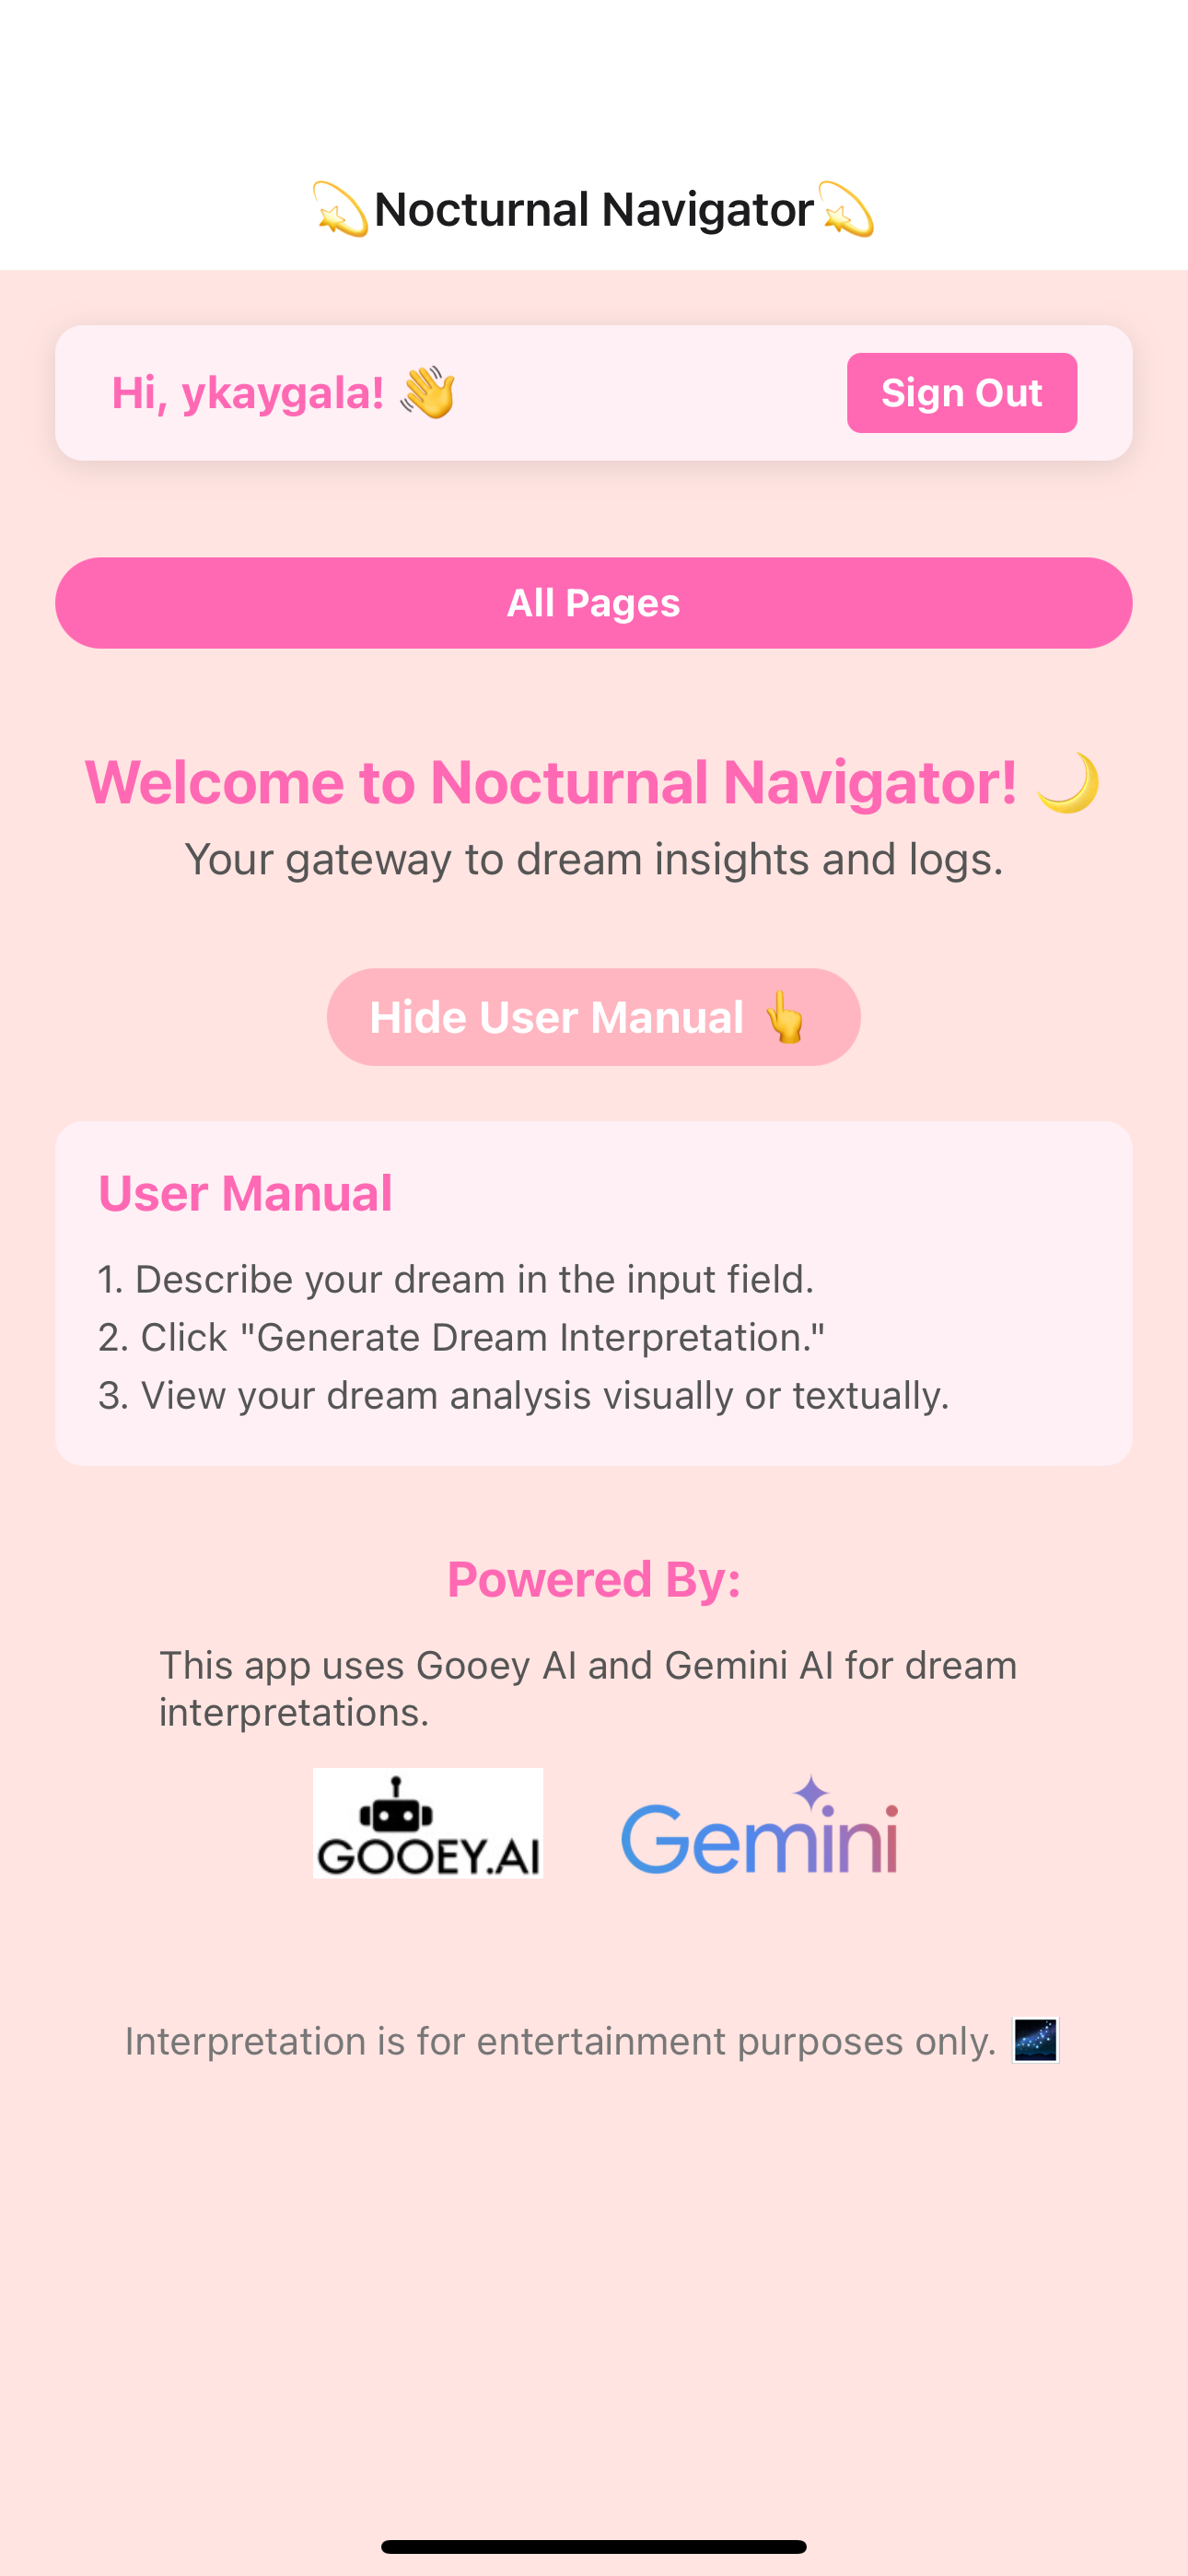 💫Nocturnal Navigator💫
Hi, ykaygala! 👋
Sign Out
All Pages
Welcome to Nocturnal Navigator! 🌙
Your gateway to dream insights and logs.
Hide User Manual 👆
User Manual
1. Describe your dream in the input field.
2. Click "Generate Dream Interpretation."
3. View your dream analysis visually or textually.
Powered By:
This app uses Gooey AI and Gemini AI for dream
interpretations.
GOOEY.AI
Gemini
Interpretation is for entertainment purposes only. 🌌